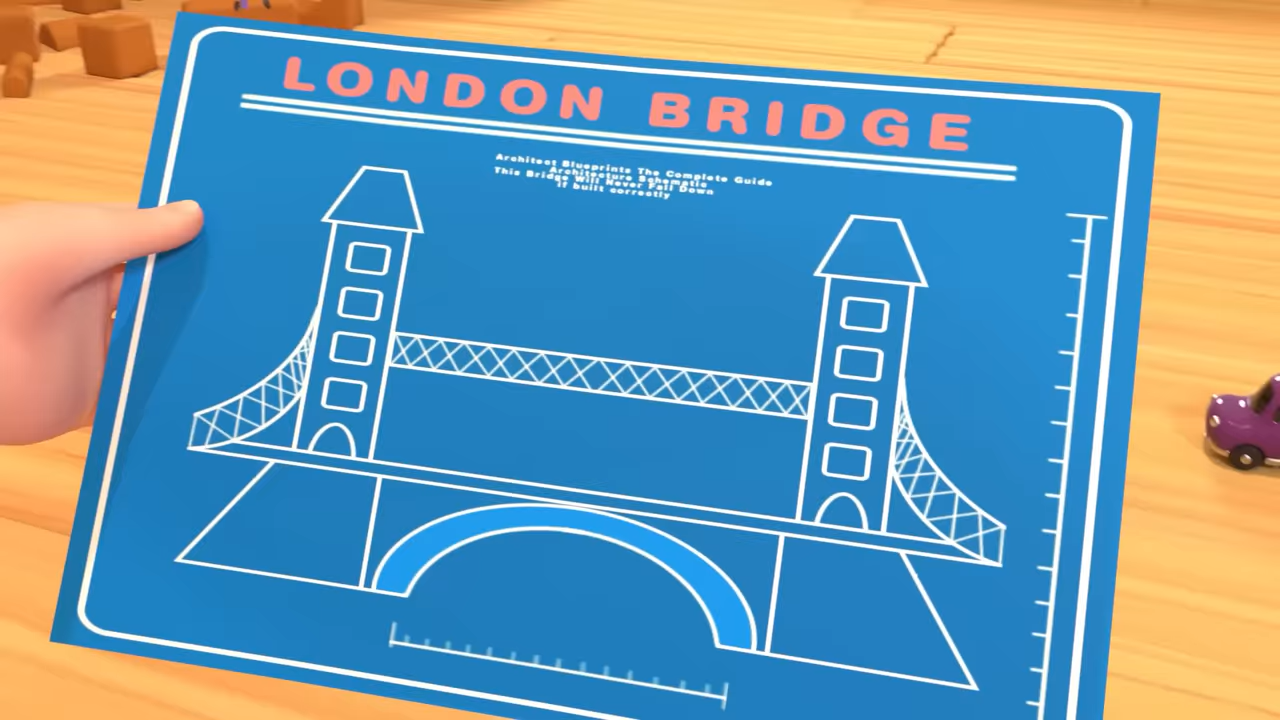 LONDON BRIDGE
Architect Blueprints The Complete Guide
Architecture Schematic
This Bridge Will Never Fall Down
if built correctly